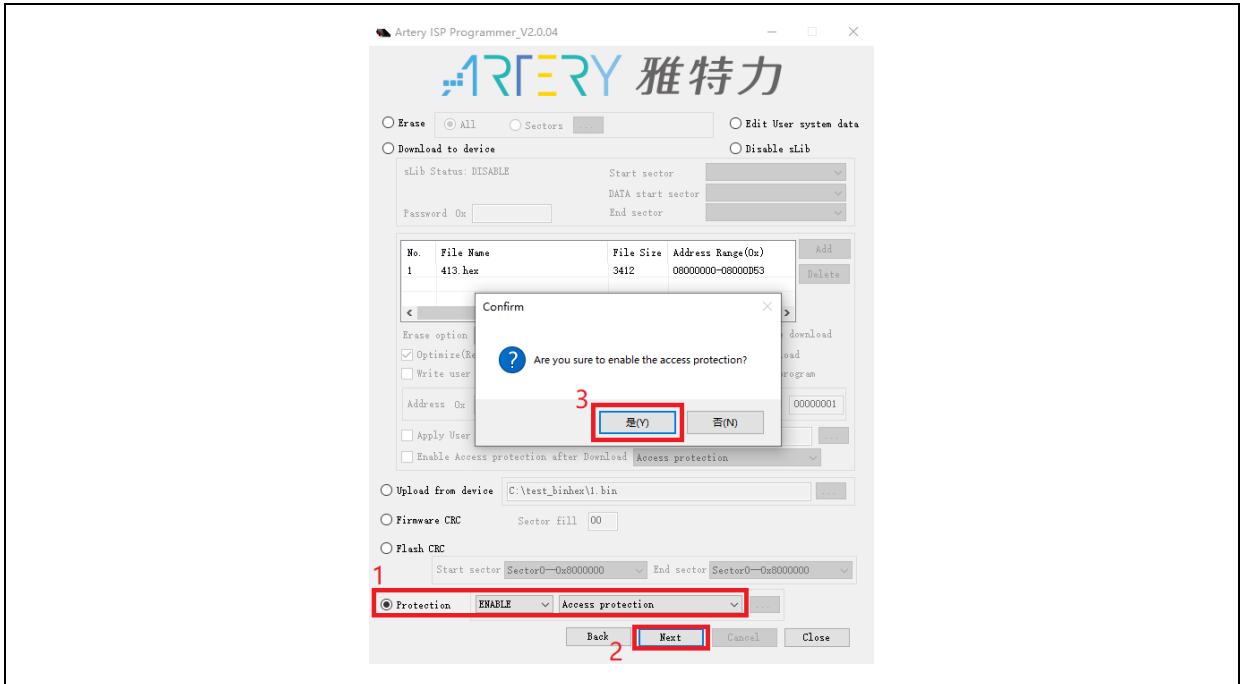 Artery ISP Programmer_V2.0.04
ARTERY 雅特力
Erase All Sectors ... Edit User system data
Download to device Disable sLib
sLib Status: DISABLE Start sector
DATA start sector
Password 0x End sector
No. File Name File Size Address Range(0x) Add
1 413.hex 3412 08000000-08000D53 Delete
Confirm
Erase option download
Are you sure to enable the access protection?
Optimize(Re oad
Write user rogram
3
Address 0x 00000001
是(Y) 否(N)
Apply User ...
Enable Access protection after Download Access protection
Upload from device C:\test_binhex\1.bin ...
Firmware CRC Sector fill 00
Flash CRC
Start sector Sector0—0x8000000 End sector Sector0—0x8000000
1
Protection ENABLE Access protection ...
Back Next Cancel Close
2